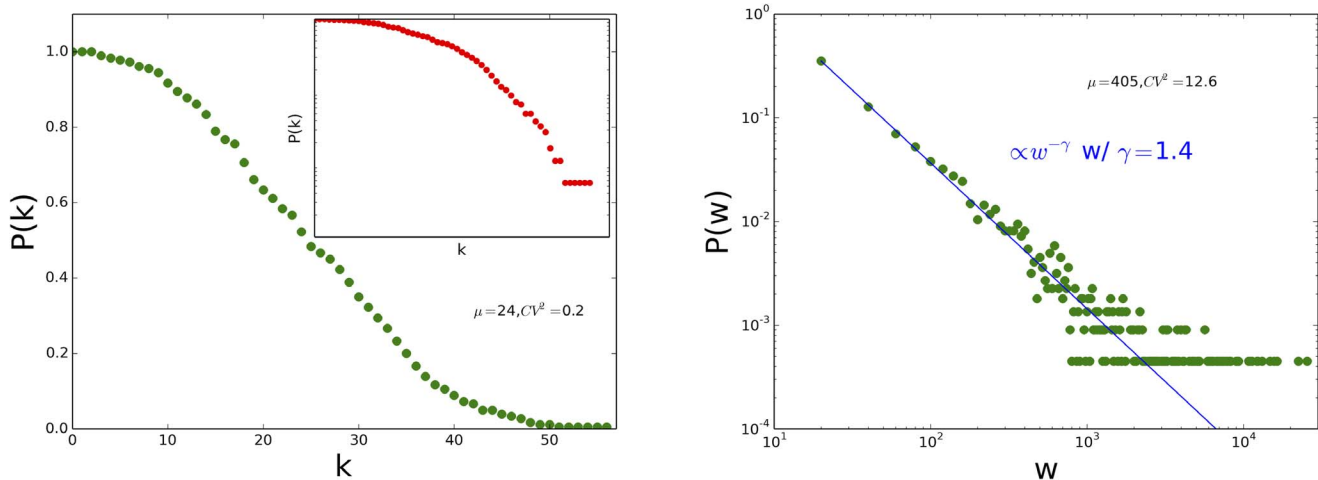 P(k)
1.0
0.8
0.6
0.4
0.2
0.0
0 10 20 30 40 50
k
P(k)
k
μ=24,CV²=0.2
P(w)
10⁰
10⁻¹
10⁻²
10⁻³
10⁻⁴
10¹ 10² 10³ 10⁴
w
μ=405,CV²=12.6
∝w⁻ᵞ w/ γ=1.4